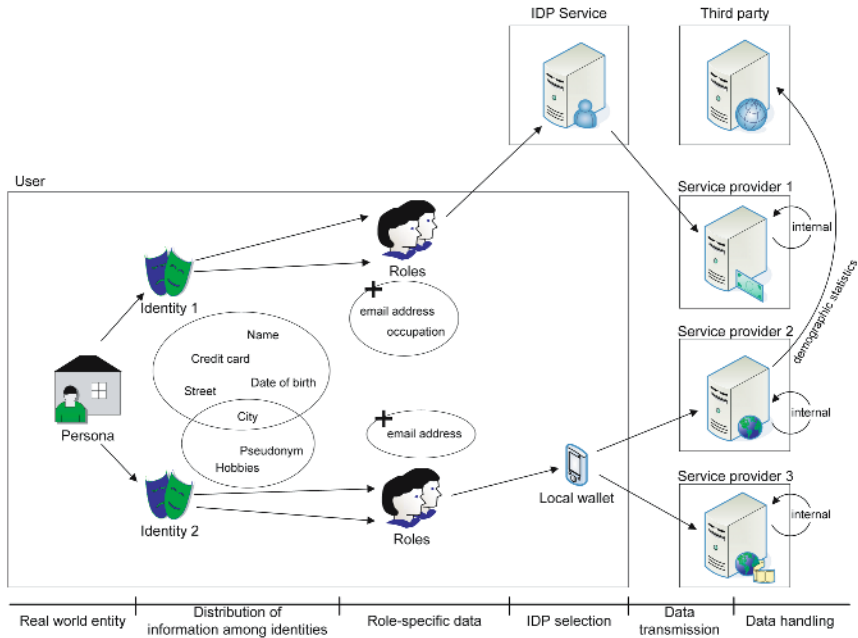 IDP Service
Third party
User
Service provider 1
internal
Roles
Identity 1
email address
occupation
demographic statistics
Name
Credit card
Date of birth
Street
Service provider 2
City
internal
Persona
email address
Pseudonym
Hobbies
Service provider 3
Local wallet
internal
Identity 2
Roles
Real world entity
Distribution of
information among identities
Role-specific data
IDP selection
Data
transmission
Data handling